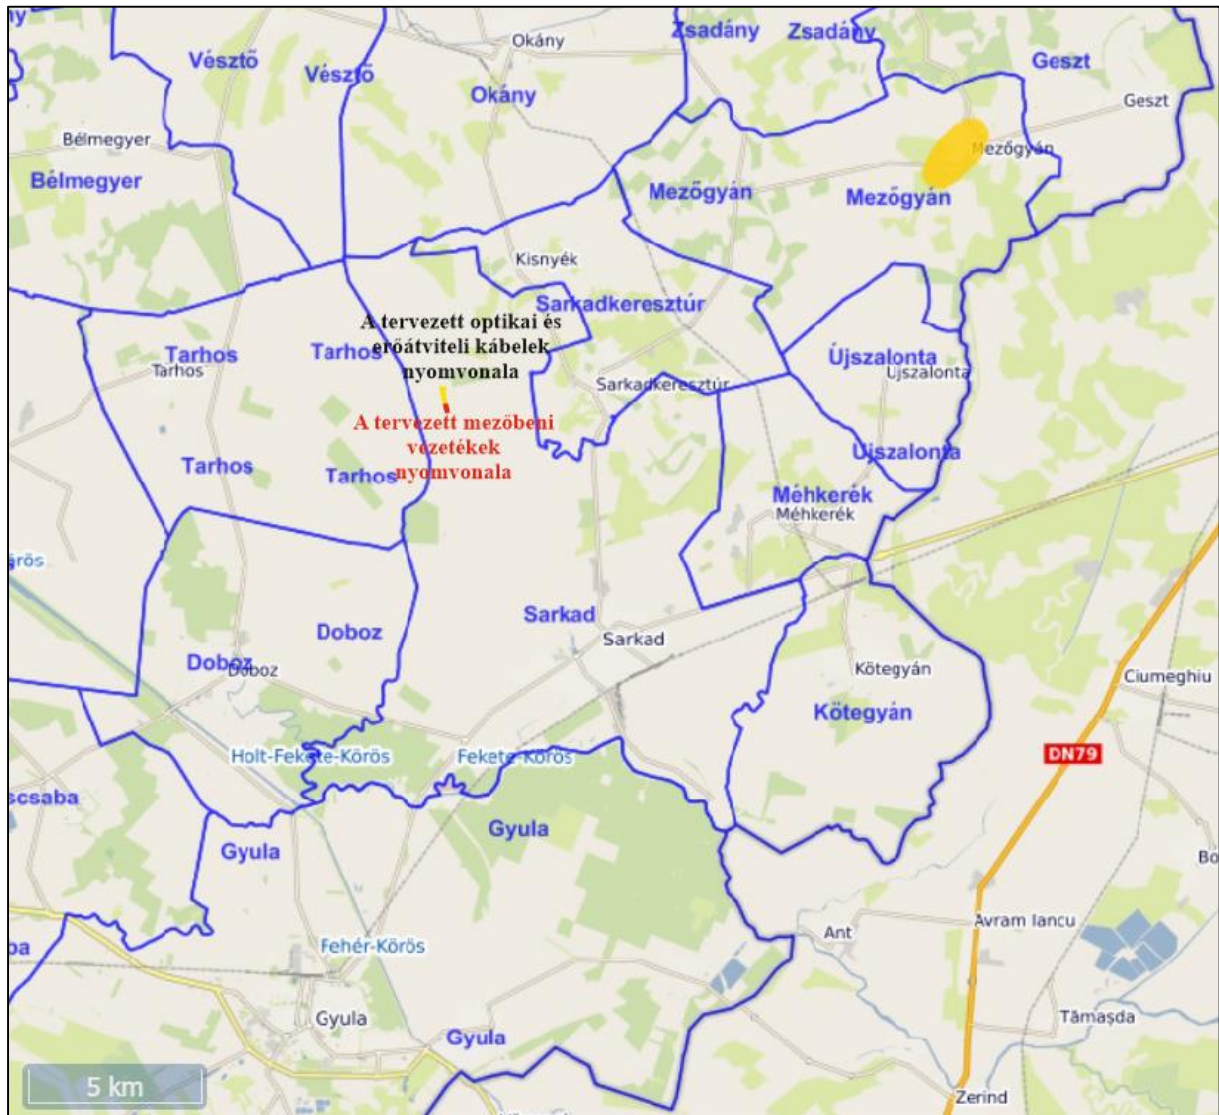 Zsadány
Zsadány
Okány
Vésztő
Vésztő
Geszt
Okány
Geszt
Bélmegyer
Mezőgyán
Bélmegyer
Mezőgyán
Mezőgyán
Kisnyék
Sarkadkeresztúr
A tervezett optikai és
erőátviteli kábelek
nyomvonala
Tarhos
Tarhos
Tarhos
Újszalonta
Újszalonta
Sarkadkeresztúr
A tervezett mezőbeni
vezetékek
nyomvonala
Újszalonta
Tarhos
Tarhos
Méhkerék
Méhkerék
Sarkad
Doboz
Sarkad
Doboz
Doboz
Kötegyán
Ciumeghiu
Kötegyán
Holt-Fekete-Körös
Fekete-Körös
DN79
scsaba
Gyula
Gyula
Bo
Avram Iancu
Ant
Fehér-Körös
ba
Gyula
Tămașda
Gyula
5 km
Zerind